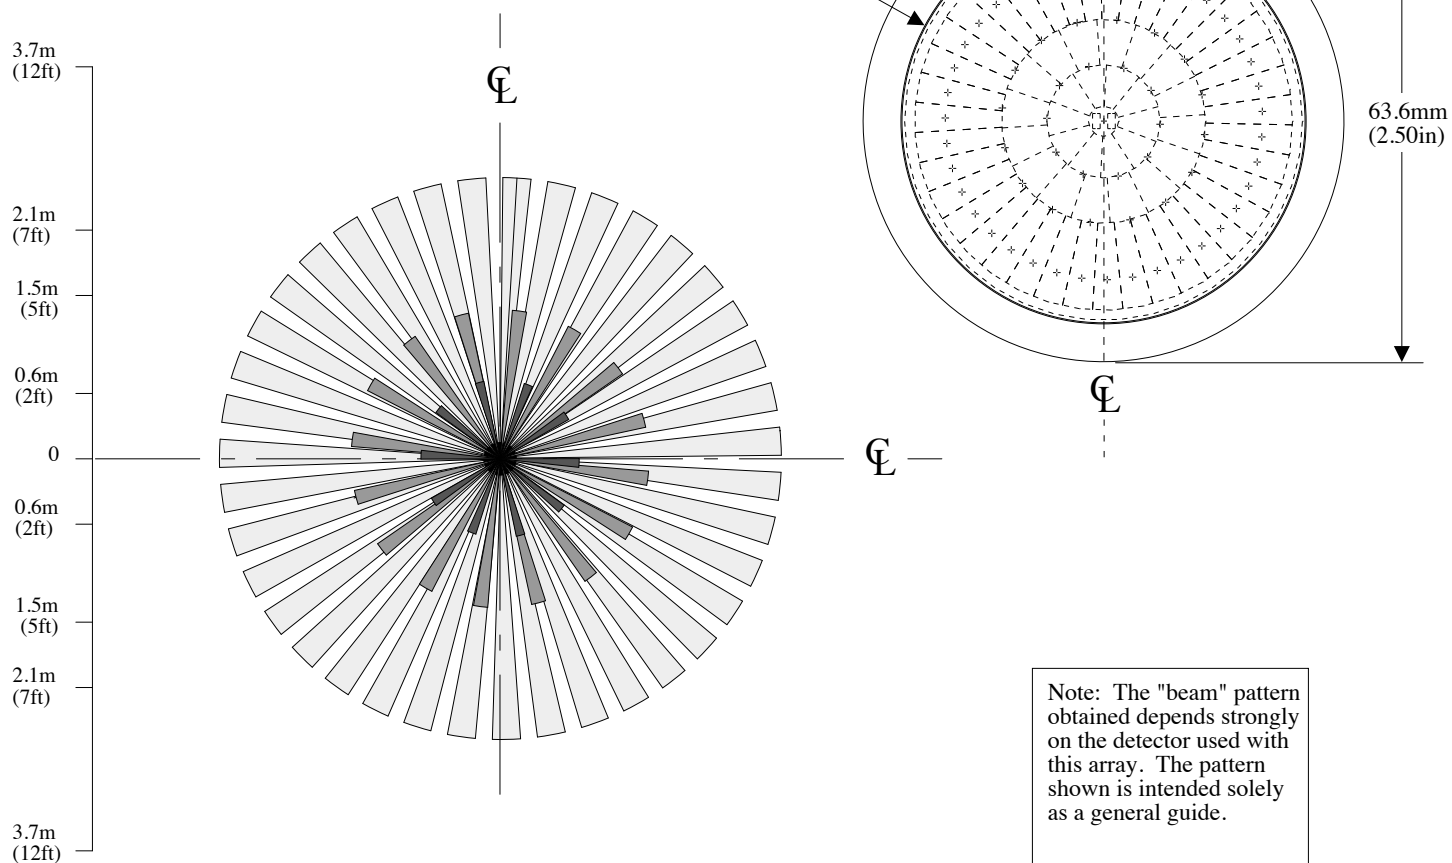 3.7m
(12ft)
2.1m
(7ft)
1.5m
(5ft)
0.6m
(2ft)
0
0.6m
(2ft)
1.5m
(5ft)
2.1m
(7ft)
3.7m
(12ft)
℄
℄
63.6mm
(2.50in)
℄
Note:  The "beam" pattern
obtained depends strongly
on the detector used with
this array.  The pattern
shown is intended solely
as a general guide.